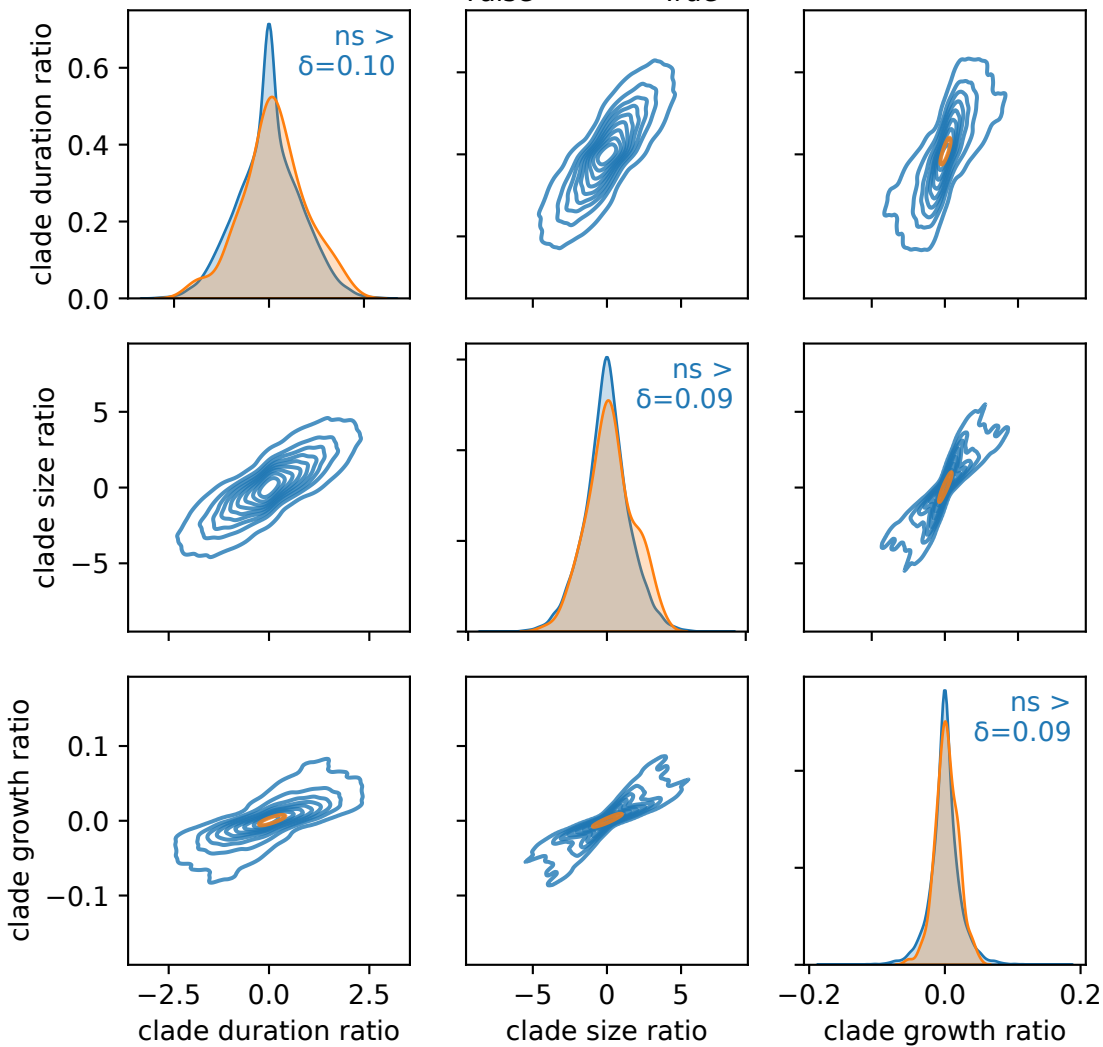 clade duration ratio
0.6
0.4
0.2
0.0
ns >
δ=0.10
clade size ratio
5
0
−5
ns >
δ=0.09
clade growth ratio
0.1
0.0
−0.1
ns >
δ=0.09
−2.5 0.0 2.5
−5 0 5
−0.2 0.0 0.2
clade duration ratio
clade size ratio
clade growth ratio